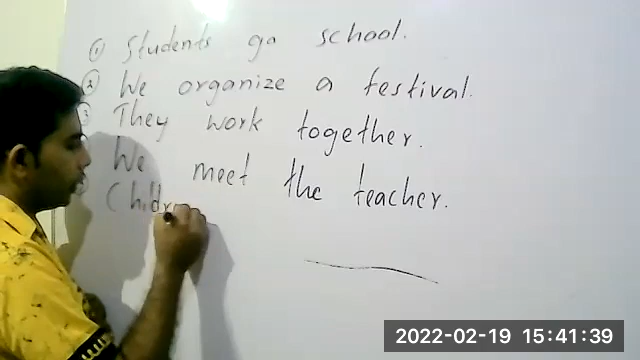 ① Students go school.
② We organize a festival.
③ They work together.
We meet the teacher.
Childr
2022-02-19 15:41:39